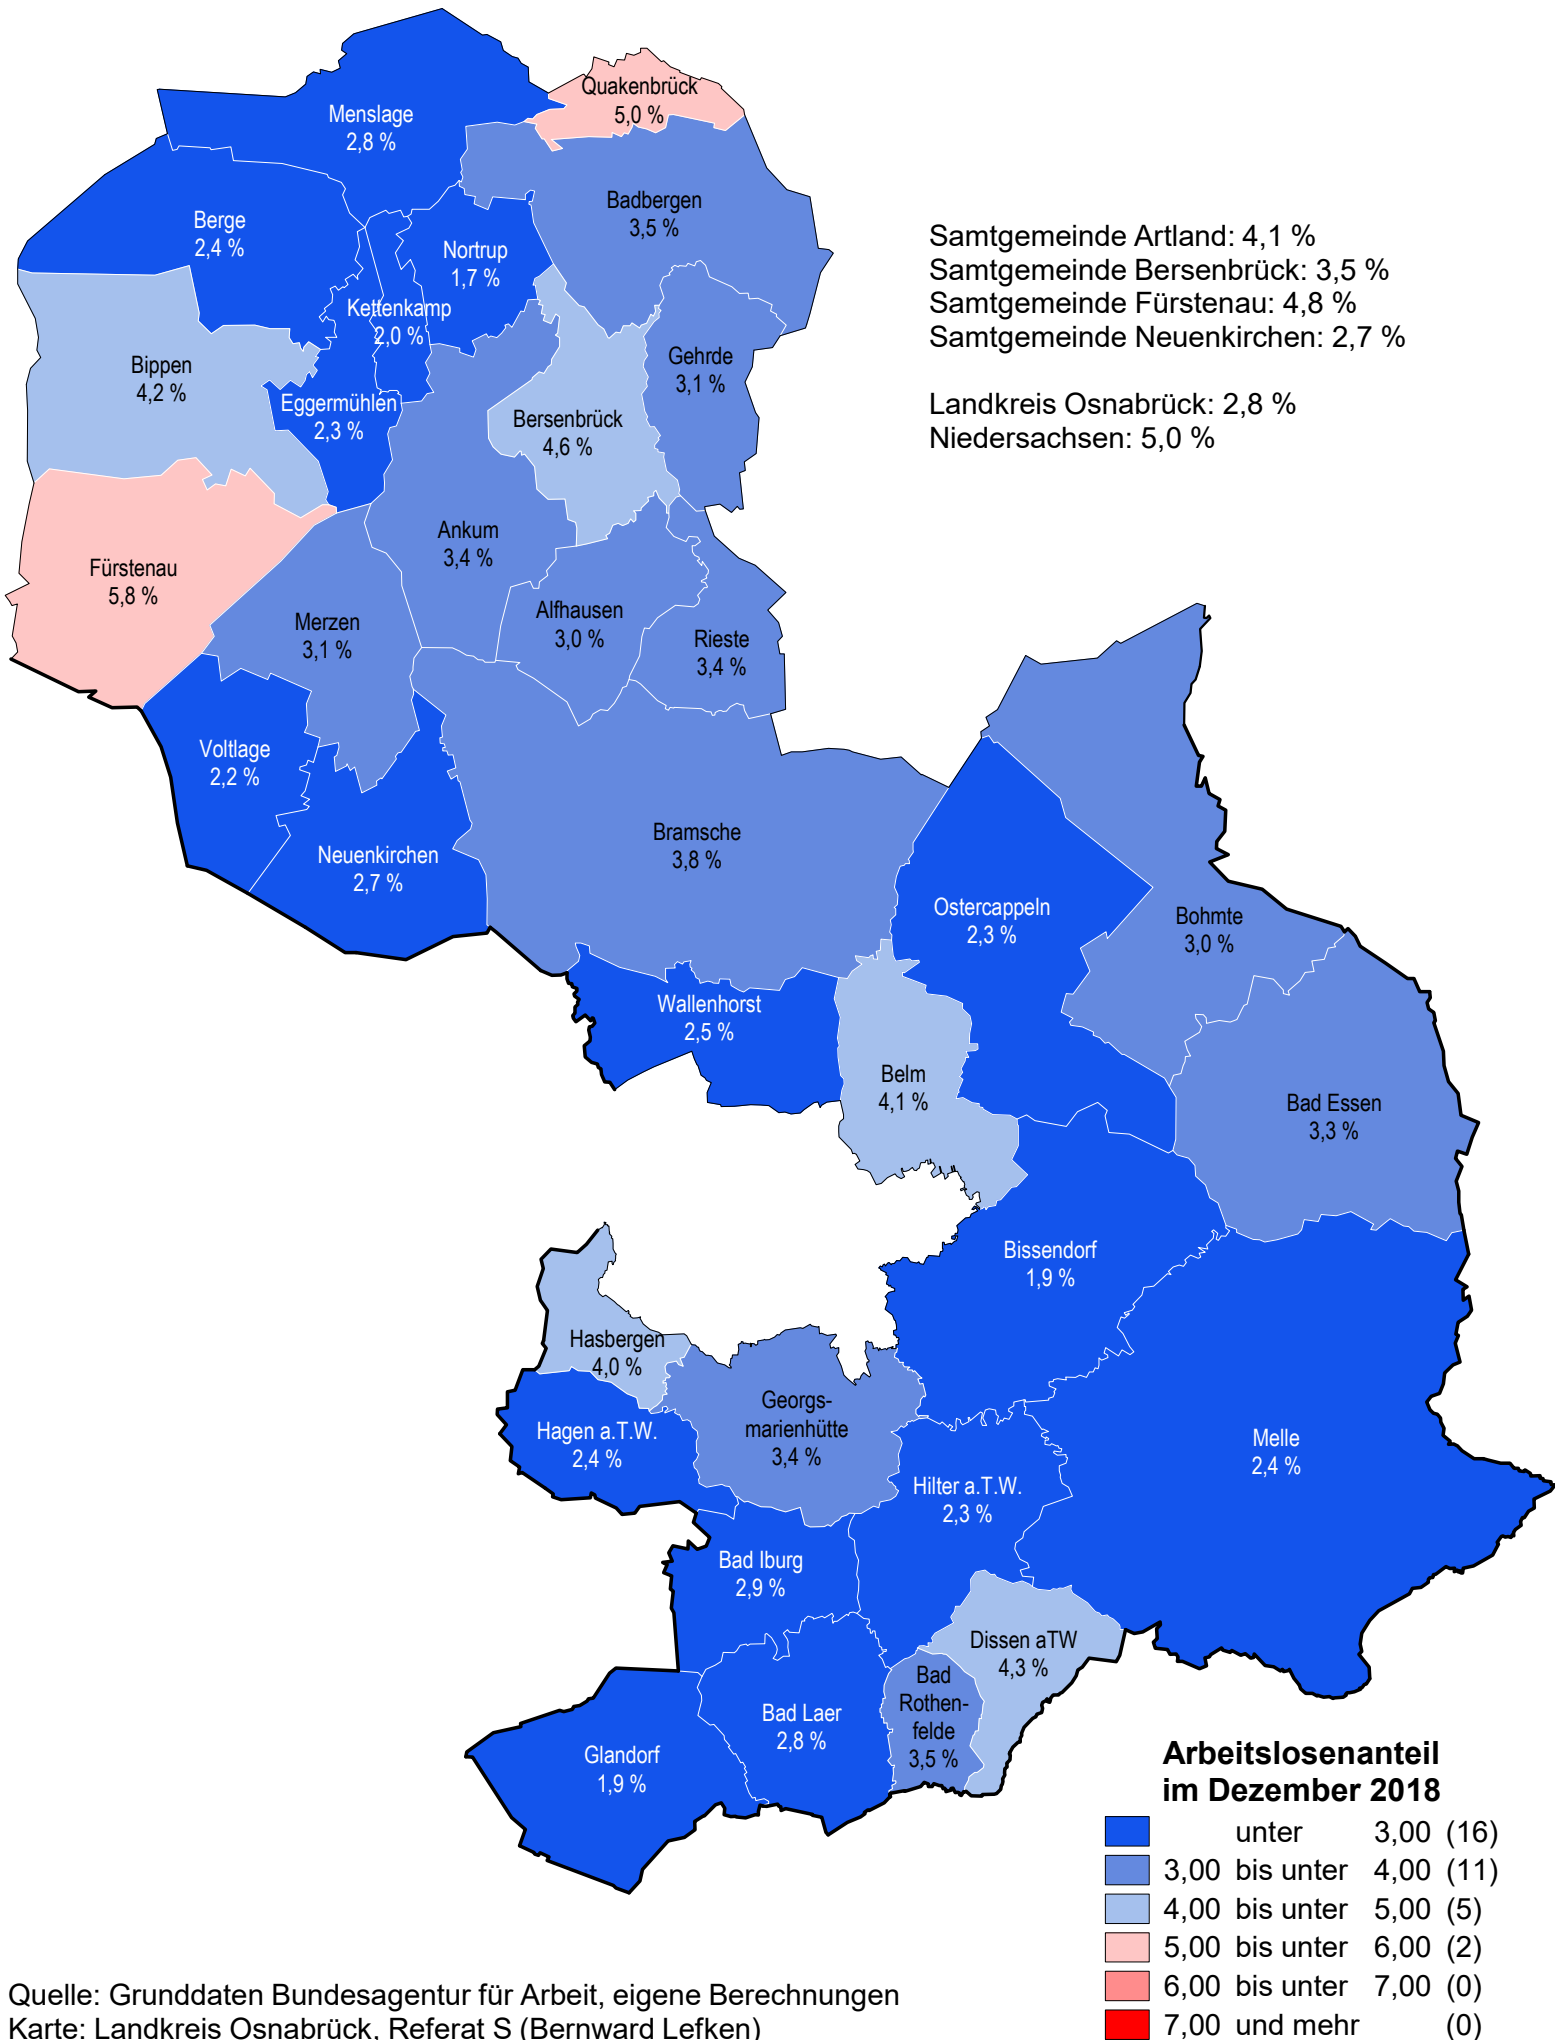 Quakenbrück
5,0 %
Menslage
2,8 %
Badbergen
3,5 %
Berge
2,4 %
Nortrup
1,7 %
Samtgemeinde Artland: 4,1 %
Samtgemeinde Bersenbrück: 3,5 %
Samtgemeinde Fürstenau: 4,8 %
Samtgemeinde Neuenkirchen: 2,7 %
Landkreis Osnabrück: 2,8 %
Niedersachsen: 5,0 %
Kettenkamp
2,0 %
Bippen
4,2 %
Gehrde
3,1 %
Eggermühlen
2,3 %
Bersenbrück
4,6 %
Ankum
3,4 %
Fürstenau
5,8 %
Alfhausen
3,0 %
Merzen
3,1 %
Rieste
3,4 %
Voltlage
2,2 %
Bramsche
3,8 %
Neuenkirchen
2,7 %
Ostercappeln
2,3 %
Bohmte
3,0 %
Wallenhorst
2,5 %
Belm
4,1 %
Bad Essen
3,3 %
Bissendorf
1,9 %
Hasbergen
4,0 %
Georgs-
marienhütte
3,4 %
Hagen a.T.W.
2,4 %
Melle
2,4 %
Hilter a.T.W.
2,3 %
Bad Iburg
2,9 %
Dissen aTW
4,3 %
Bad
Rothen-
felde
3,5 %
Bad Laer
2,8 %
Glandorf
1,9 %
Arbeitslosenanteil
im Dezember 2018
unter 3,00 (16)
3,00 bis unter 4,00 (11)
4,00 bis unter 5,00 (5)
5,00 bis unter 6,00 (2)
6,00 bis unter 7,00 (0)
7,00 und mehr (0)
Quelle: Grunddaten Bundesagentur für Arbeit, eigene Berechnungen
Karte: Landkreis Osnabrück, Referat S (Bernward Lefken)